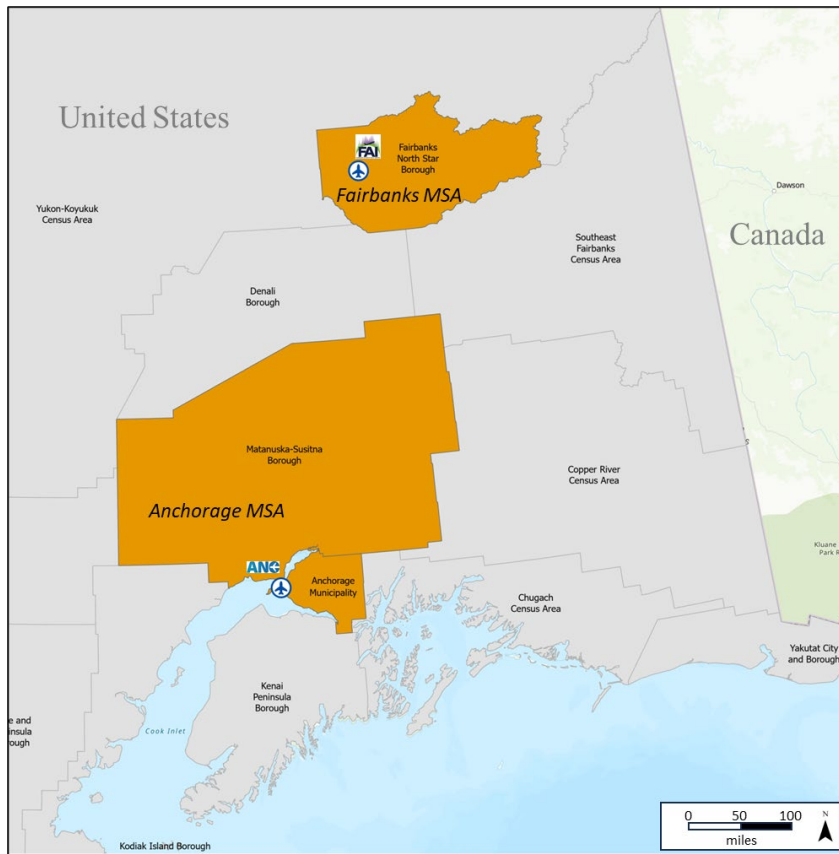 United States
FAI
Fairbanks
North Star
Borough
Fairbanks MSA
Dawson
Yukon-Koyukuk
Census Area
Canada
Southeast
Fairbanks
Census Area
Denali
Borough
Matanuska-Susitna
Borough
Copper River
Census Area
Anchorage MSA
Kluane
Park R
ANC
Anchorage
Municipality
Chugach
Census Area
Yakutat City
and Borough
Kenai
Peninsula
Borough
e and
insula
rough
Cook Inlet
Kodiak Island Borough
0 50 100
miles
N